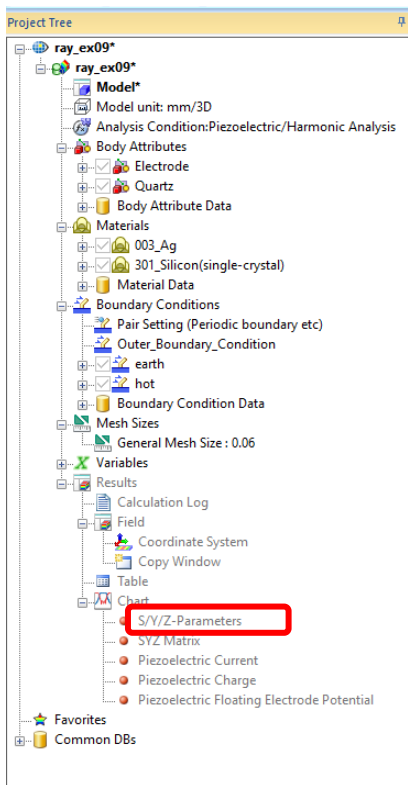 Project Tree
ray_ex09*
ray_ex09*
Model*
Model unit: mm/3D
Analysis Condition:Piezoelectric/Harmonic Analysis
Body Attributes
Electrode
Quartz
Body Attribute Data
Materials
003_Ag
301_Silicon(single-crystal)
Material Data
Boundary Conditions
Pair Setting (Periodic boundary etc)
Outer_Boundary_Condition
earth
hot
Boundary Condition Data
Mesh Sizes
General Mesh Size : 0.06
Variables
Results
Calculation Log
Field
Coordinate System
Copy Window
Table
Chart
S/Y/Z-Parameters
SYZ Matrix
Piezoelectric Current
Piezoelectric Charge
Piezoelectric Floating Electrode Potential
Favorites
Common DBs